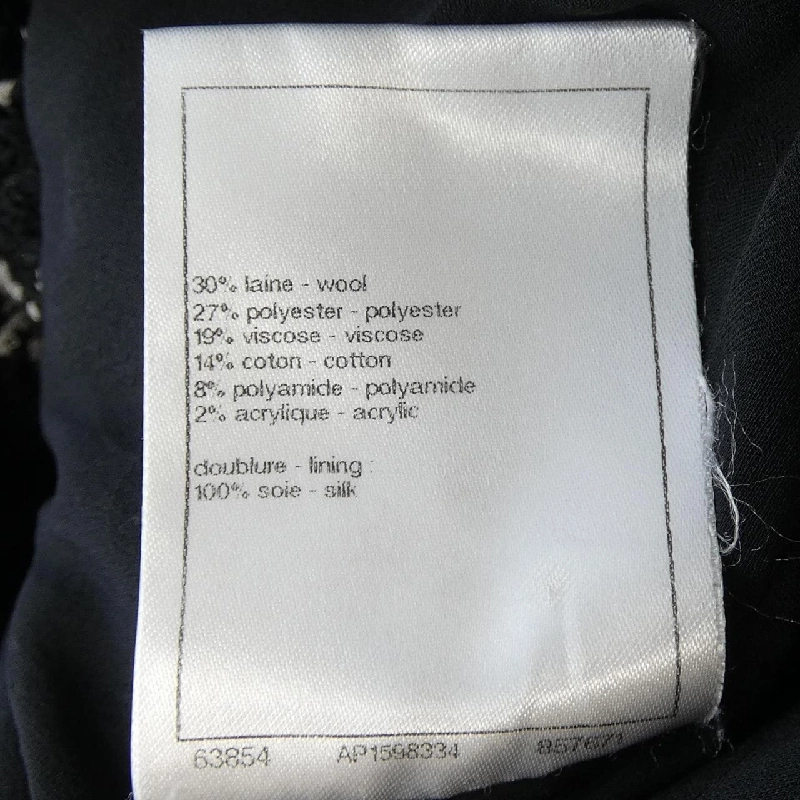 30% laine - wool
27% polyester - polyester
19% viscose - viscose
14% coton - cotton
8% polyamide - polyamide
2% acrylique - acrylic
doublure - lining :
100% soie - silk
63854 AP1598334